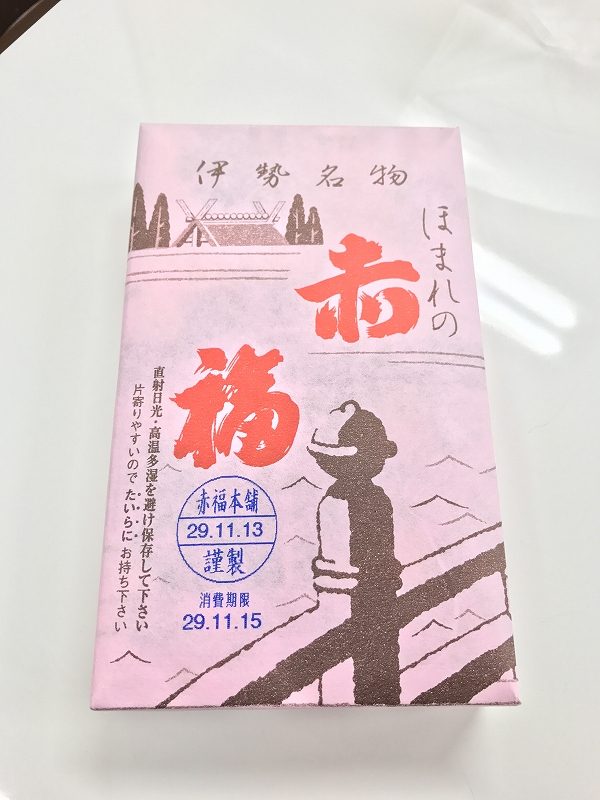 伊勢名物
ほまれの
赤
福
直射日光・高温多湿を避け保存して下さい
片寄りやすいので たいらに お持ち下さい
赤福本舗
29.11.13
謹製
消費期限
29.11.15